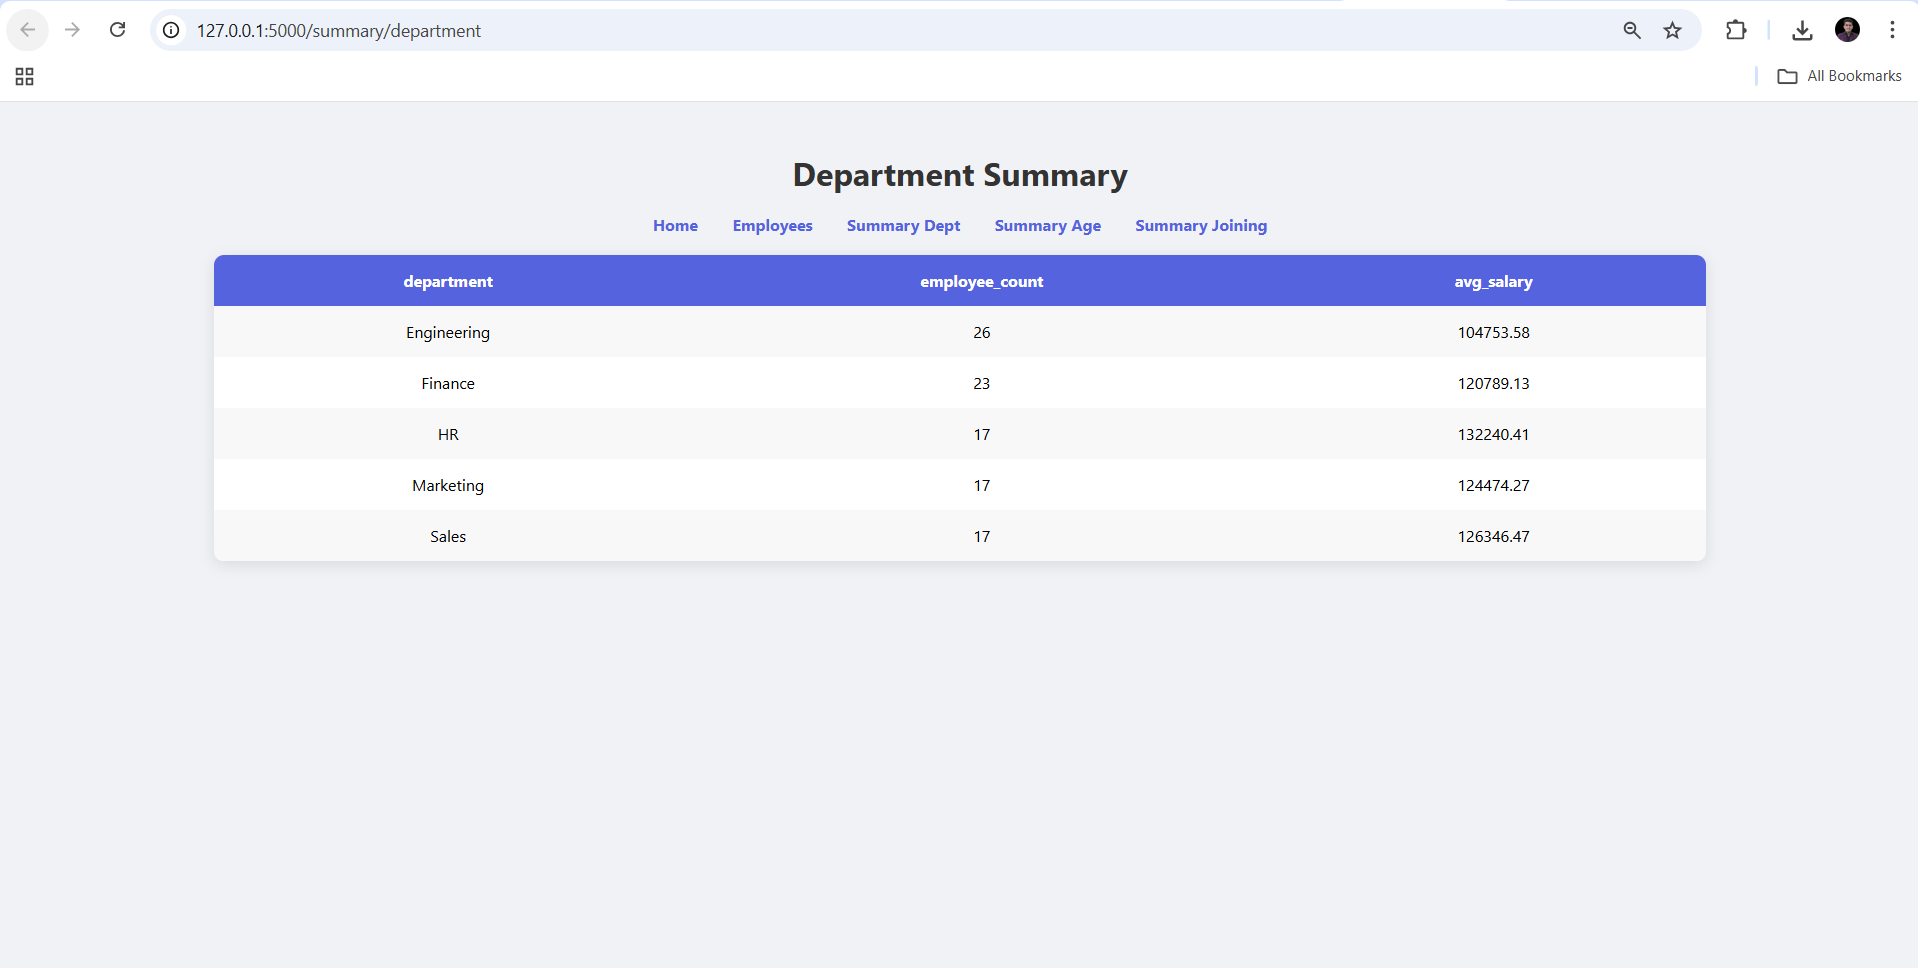 127.0.0.1:5000/summary/department
All Bookmarks
Department Summary
Home Employees Summary Dept Summary Age Summary Joining
department employee_count avg_salary
Engineering 26 104753.58
Finance 23 120789.13
HR 17 132240.41
Marketing 17 124474.27
Sales 17 126346.47